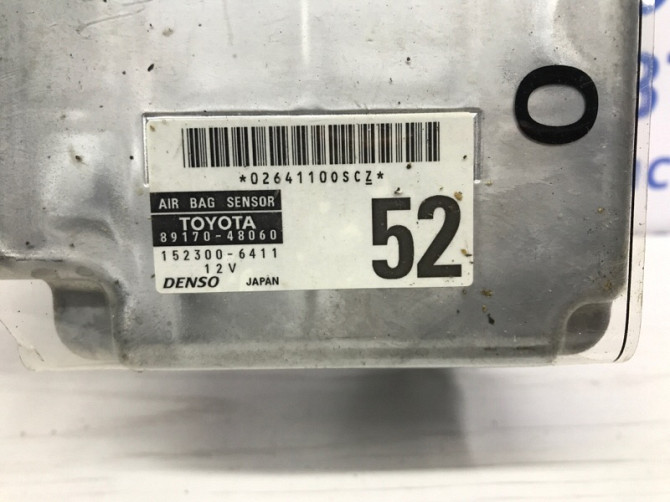 *02641100SCZ*
AIR BAG SENSOR
TOYOTA
89170-48060
152300-6411
12V
DENSO JAPAN
52
O